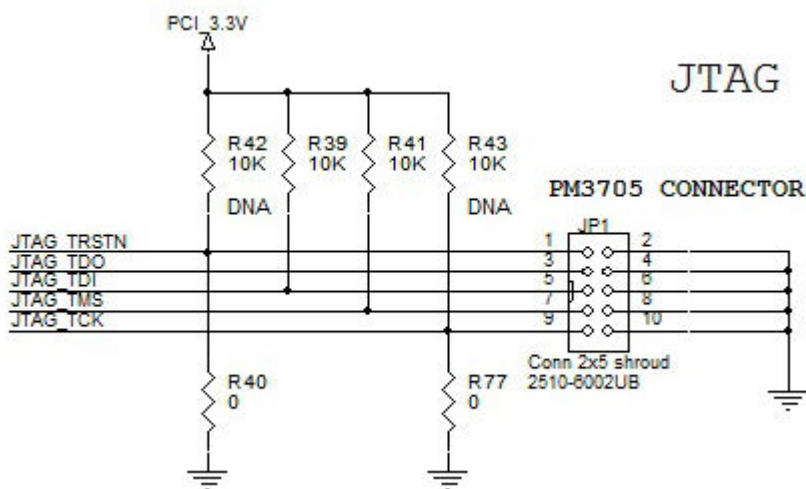 PCI_3.3V
JTAG
R42
10K
R39
10K
R41
10K
R43
10K
DNA
DNA
PM3705 CONNECTOR
JP1
JTAG_TRSTN
1
2
JTAG_TDO
3
4
JTAG_TDI
5
6
JTAG_TMS
7
8
JTAG_TCK
9
10
Conn 2x5 shroud
2510-6002UB
R40
0
R77
0